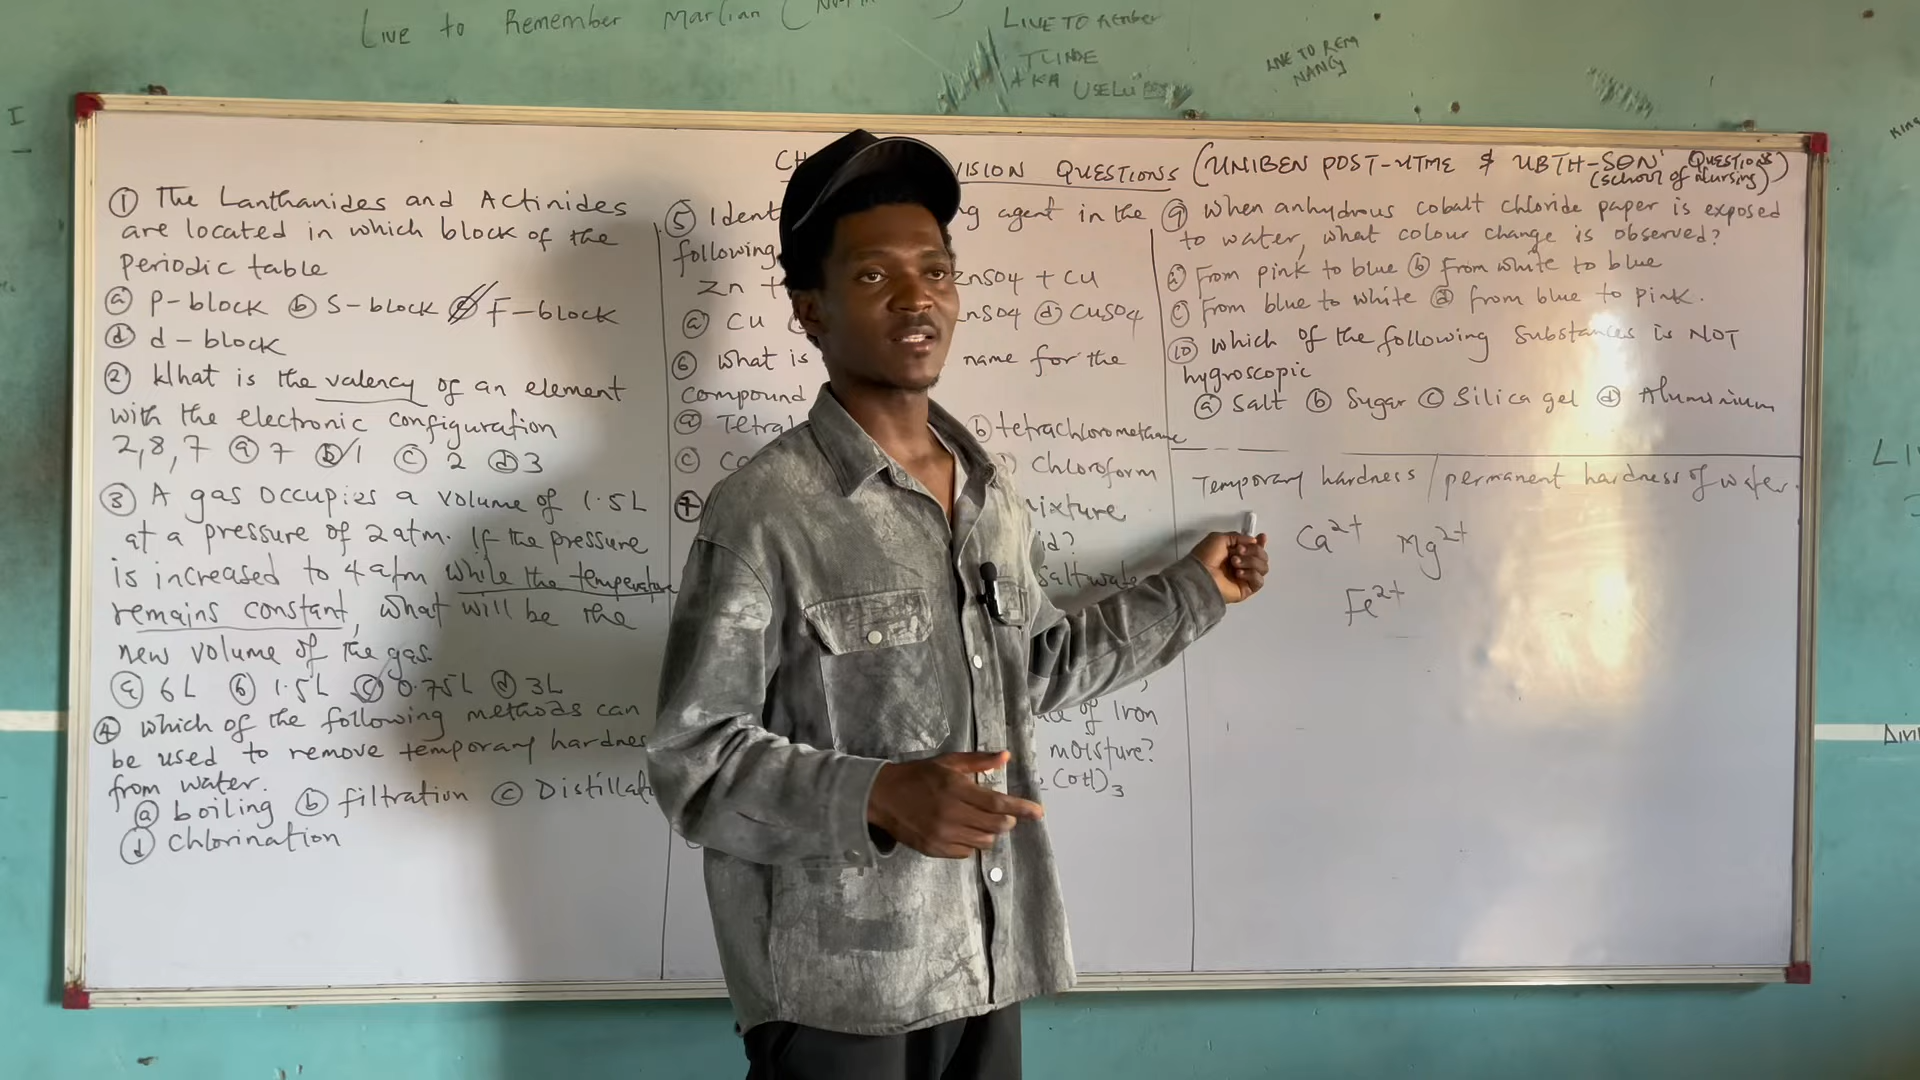 Live to Remember Marlian
LIVE TO Remember
TLINDE
AKA USELU
LIVE TO REM
NANCY
I
VISION QUESTIONS (UNIBEN POST-UTME & UBTH-SON QUESTIONS)
(School of Nursing)
① The Lanthanides and Actinides
are located in which block of the
periodic table
ⓐ P-block ⓑ S-block ⓒ F-block
ⓓ d-block
② What is the valency of an element
with the electronic configuration
2,8,7 ⓐ 7 ⓑ 1 ⓒ 2 ⓓ 3
③ A gas occupies a volume of 1.5L
at a pressure of 2atm. If the pressure
is increased to 4atm while the temperature
remains constant, what will be the
new volume of the gas.
ⓐ 6L ⓑ 1.5L ⓒ 0.75L ⓓ 3L
④ which of the following methods can
be used to remove temporary hardnes
from water.
ⓐ boiling ⓑ filtration ⓒ Distillati
ⓓ chlorination
⑤ Ident g agent in the
following
Zn + ZnSO4 + Cu
ⓐ Cu nSO4 ⓓ CuSO4
⑥ What is name for the
compound
ⓐ Tetra ⓑ tetrachloromethane
ⓒ Ca Chloroform
⑦ mixture
id?
Saltwate
of Iron
moisture?
(OH)3
⑨ When anhydrous cobalt chloride paper is exposed
to water, what colour change is observed?
ⓐ From pink to blue ⓑ from white to blue
ⓒ From blue to white ⓓ from blue to pink.
⑩ which of the following substances is NOT
hygroscopic
ⓐ Salt ⓑ Sugar ⓒ Silica gel ⓓ Aluminium
Temporary hardness / permanent hardness of water.
Ca²⁺ Mg²⁺
Fe²⁺